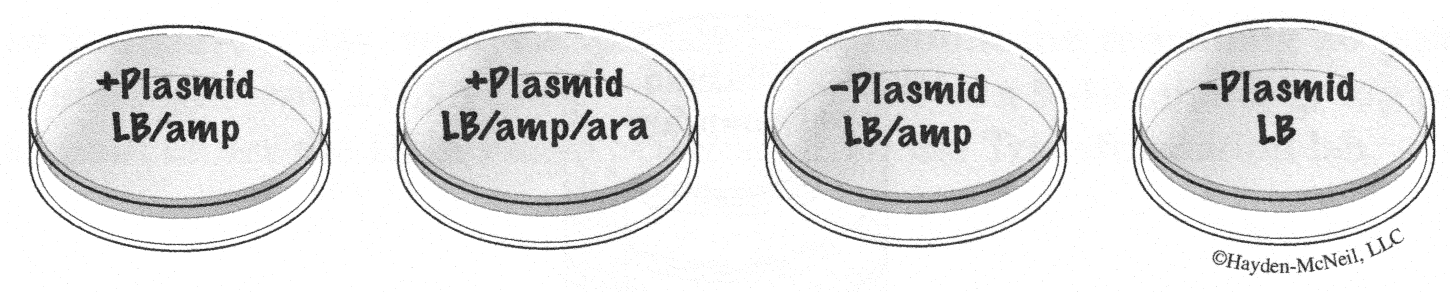 +Plasmid
LB/amp
+Plasmid
LB/amp/ara
-Plasmid
LB/amp
-Plasmid
LB
©Hayden-McNeil, LLC